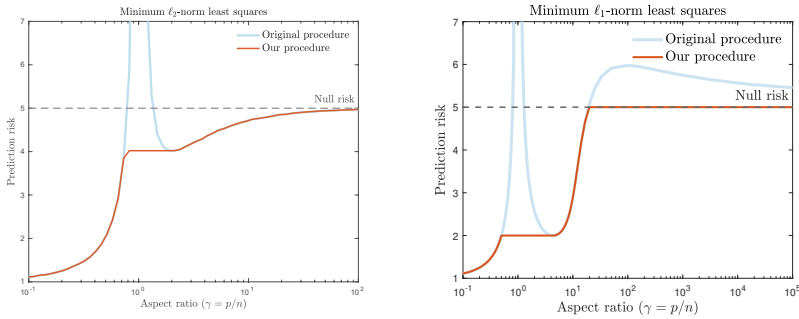 Minimum ℓ2-norm least squares
Prediction risk
7
6
5
4
3
2
1
Original procedure
Our procedure
Null risk
10^-1
10^0
10^1
10^2
Aspect ratio (γ = p/n)
Minimum ℓ1-norm least squares
Prediction risk
7
6
5
4
3
2
1
Original procedure
Our procedure
Null risk
10^-1
10^0
10^1
10^2
10^3
10^4
10^5
Aspect ratio (γ = p/n)